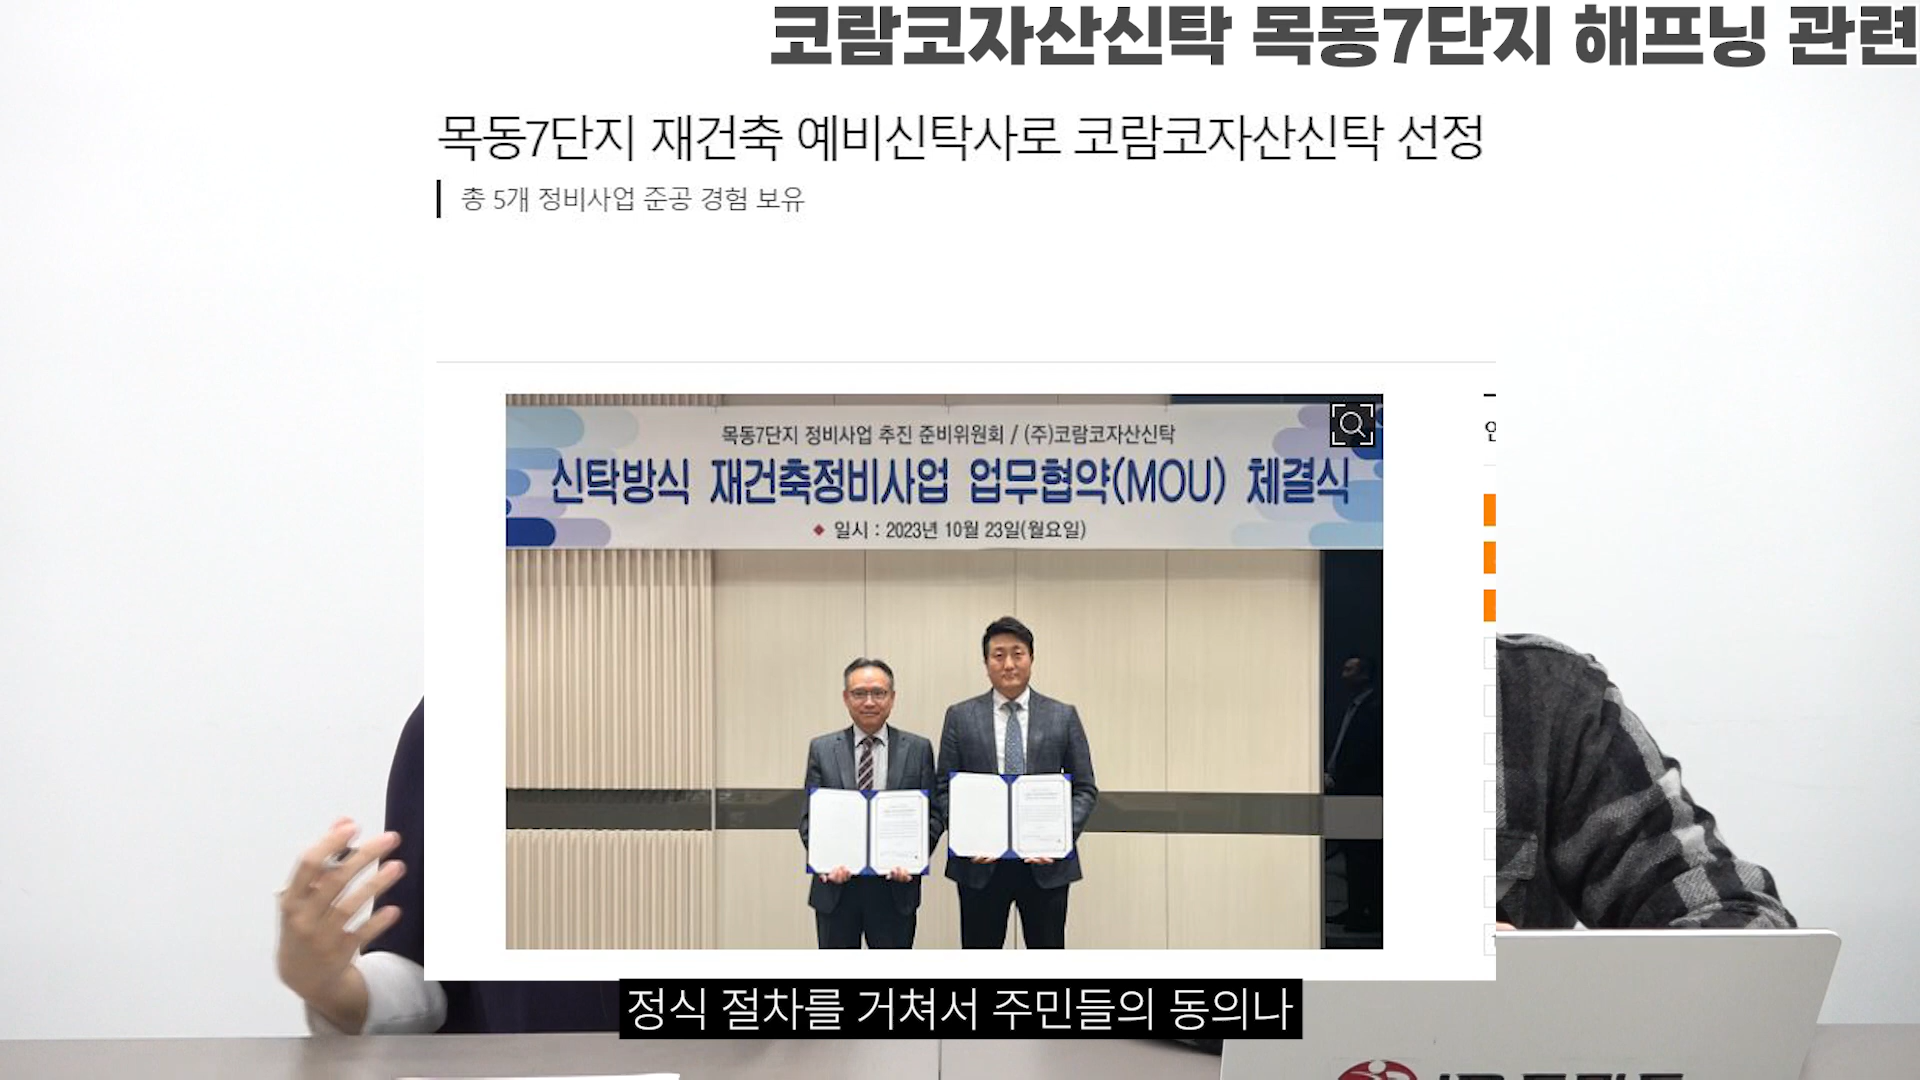 코람코자산신탁 목동7단지 해프닝 관련
목동7단지 재건축 예비신탁사로 코람코자산신탁 선정
총 5개 정비사업 준공 경험 보유
목동7단지 정비사업 추진 준비위원회 / (주)코람코자산신탁
신탁방식 재건축정비사업 업무협약(MOU) 체결식
◆ 일시 : 2023년 10월 23일(월요일)
정식 절차를 거쳐서 주민들의 동의나